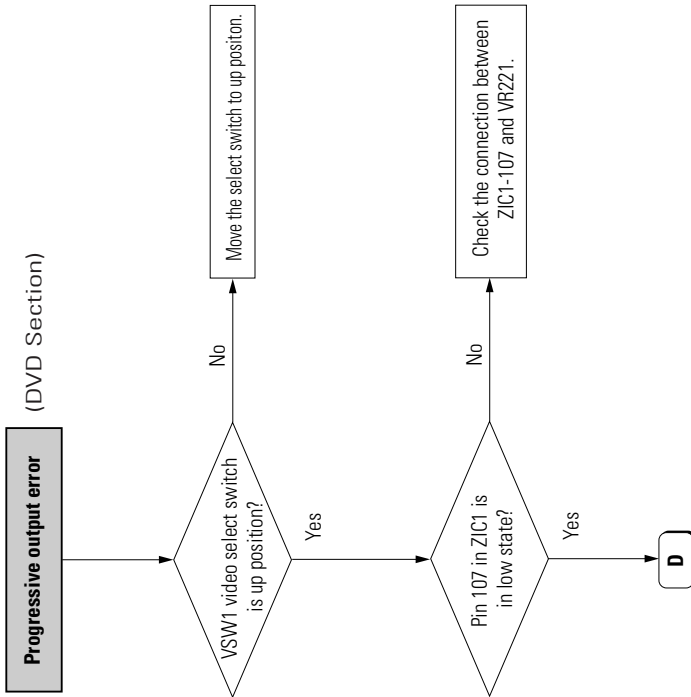 (DVD Section)
Progressive output error
VSW1 video select switch
is up position?
No
Move the select switch to up positon.
Yes
Pin 107 in ZIC1 is
in low state?
No
Check the connection between
ZIC1-107 and VR221.
Yes
D